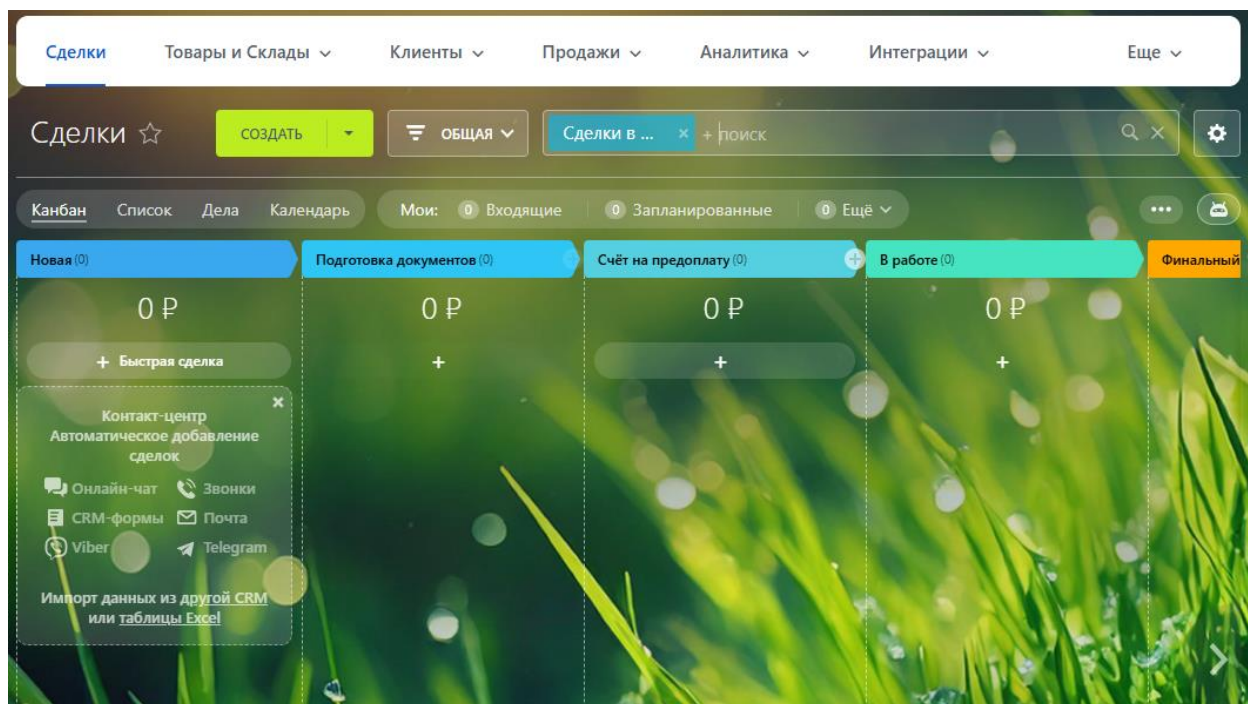 Сделки Товары и Склады Клиенты Продажи Аналитика Интеграции Еще
Сделки СОЗДАТЬ ОБЩАЯ Сделки в ... × + поиск
Канбан Список Дела Календарь Мои: 0 Входящие 0 Запланированные 0 Ещё
Новая (0) Подготовка документов (0) Счёт на предоплату (0) В работе (0) Финальный
0 ₽ 0 ₽ 0 ₽ 0 ₽
+ Быстрая сделка + + +
Контакт-центр
Автоматическое добавление
сделок
Онлайн-чат Звонки
CRM-формы Почта
Viber Telegram
Импорт данных из другой CRM
или таблицы Excel